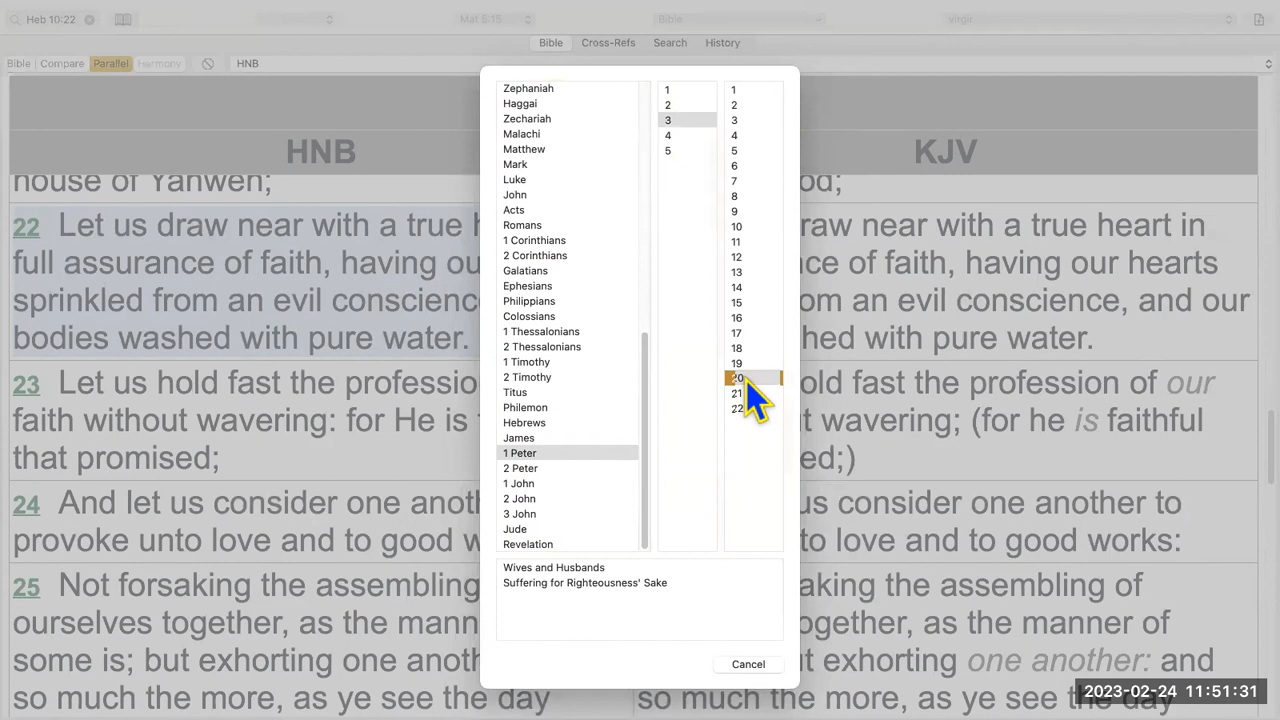 Heb 10:22
Mat 5:15
Bible
virgi
Bible
Cross-Refs
Search
History
Bible
Compare
Parallel
Harmony
HNB
HNB
KJV
house of Yahweh;
od;
22 Let us draw near with a true h
full assurance of faith, having ou
sprinkled from an evil conscience
bodies washed with pure water.
raw near with a true heart in
ce of faith, having our hearts
om an evil conscience, and our
shed with pure water.
23 Let us hold fast the profession
faith without wavering: for He is
that promised;
old fast the profession of our
ut wavering; (for he is faithful
ed;)
24 And let us consider one anoth
provoke unto love and to good w
us consider one another to
to love and to good works:
25 Not forsaking the assembling
ourselves together, as the mann
some is; but exhorting one anot
so much the more, as ye see the day
aking the assembling of
ogether, as the manner of
ut exhorting one another: and
so much the more, as ye see the day
Zephaniah
Haggai
Zechariah
Malachi
Matthew
Mark
Luke
John
Acts
Romans
1 Corinthians
2 Corinthians
Galatians
Ephesians
Philippians
Colossians
1 Thessalonians
2 Thessalonians
1 Timothy
2 Timothy
Titus
Philemon
Hebrews
James
1 Peter
2 Peter
1 John
2 John
3 John
Jude
Revelation
1
2
3
4
5
1
2
3
4
5
6
7
8
9
10
11
12
13
14
15
16
17
18
19
20
21
22
Wives and Husbands
Suffering for Righteousness' Sake
Cancel
2023-02-24 11:51:31